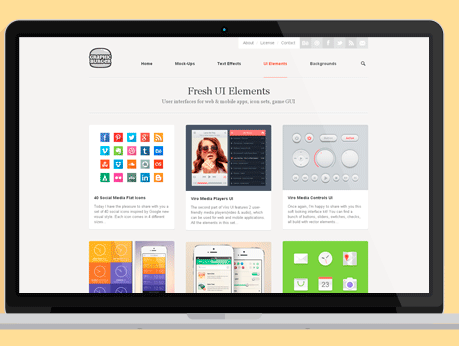 About
License
Contact
GRAPHIC
BURGER
Home
Mock-Ups
Text Effects
UI Elements
Backgrounds
Fresh UI Elements
User interfaces for web & mobile apps, icon sets, game GUI
40 Social Media Flat Icons
Today I have the pleasure to share with you a
set of 40 social icons inspired by Google new
visual style. Each icon comes in 4 different
sizes
Vire Media Players UI
The second part of Vire UI features 2 user-
friendly media players (video & audio), which
can be used for web and mobile applications.
All the elements in this set
Vire Media Controls UI
Once again, I'm happy to share with you this
soft looking interface kit! You can find a
bunch of buttons, sliders, switches, checks,
all built with vector elements
23